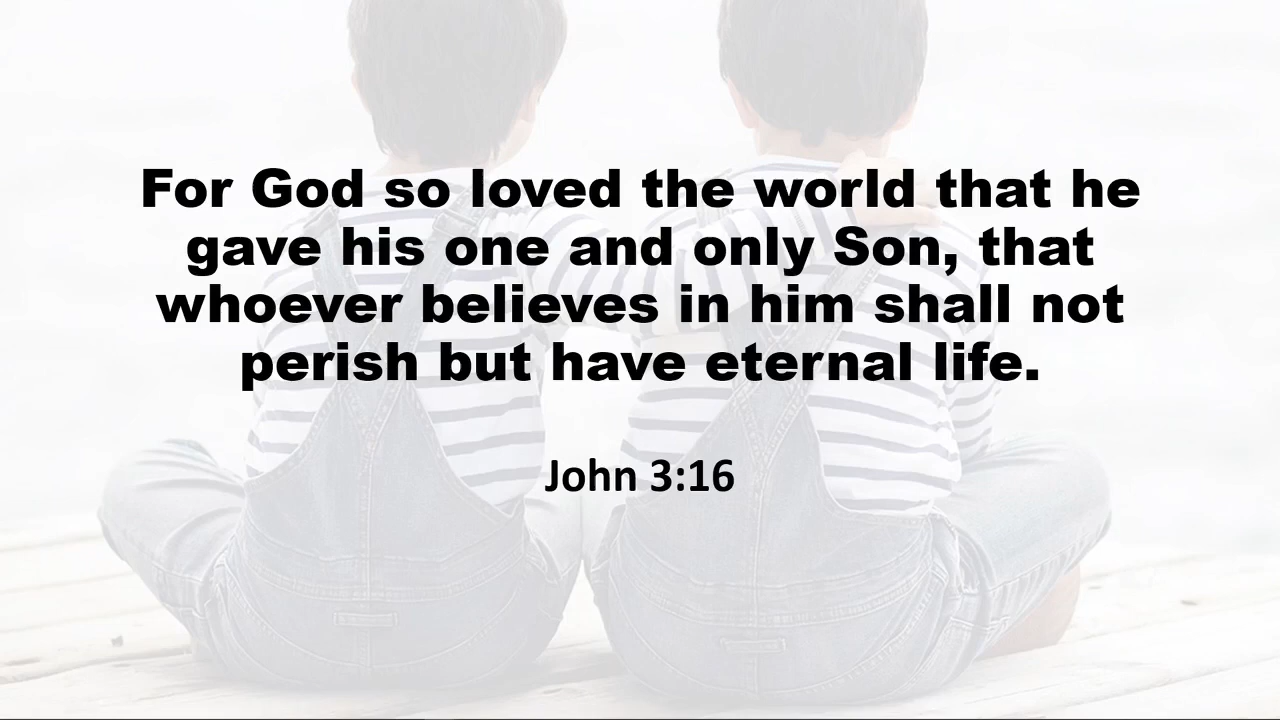 For God so loved the world that he
gave his one and only Son, that
whoever believes in him shall not
perish but have eternal life.
John 3:16